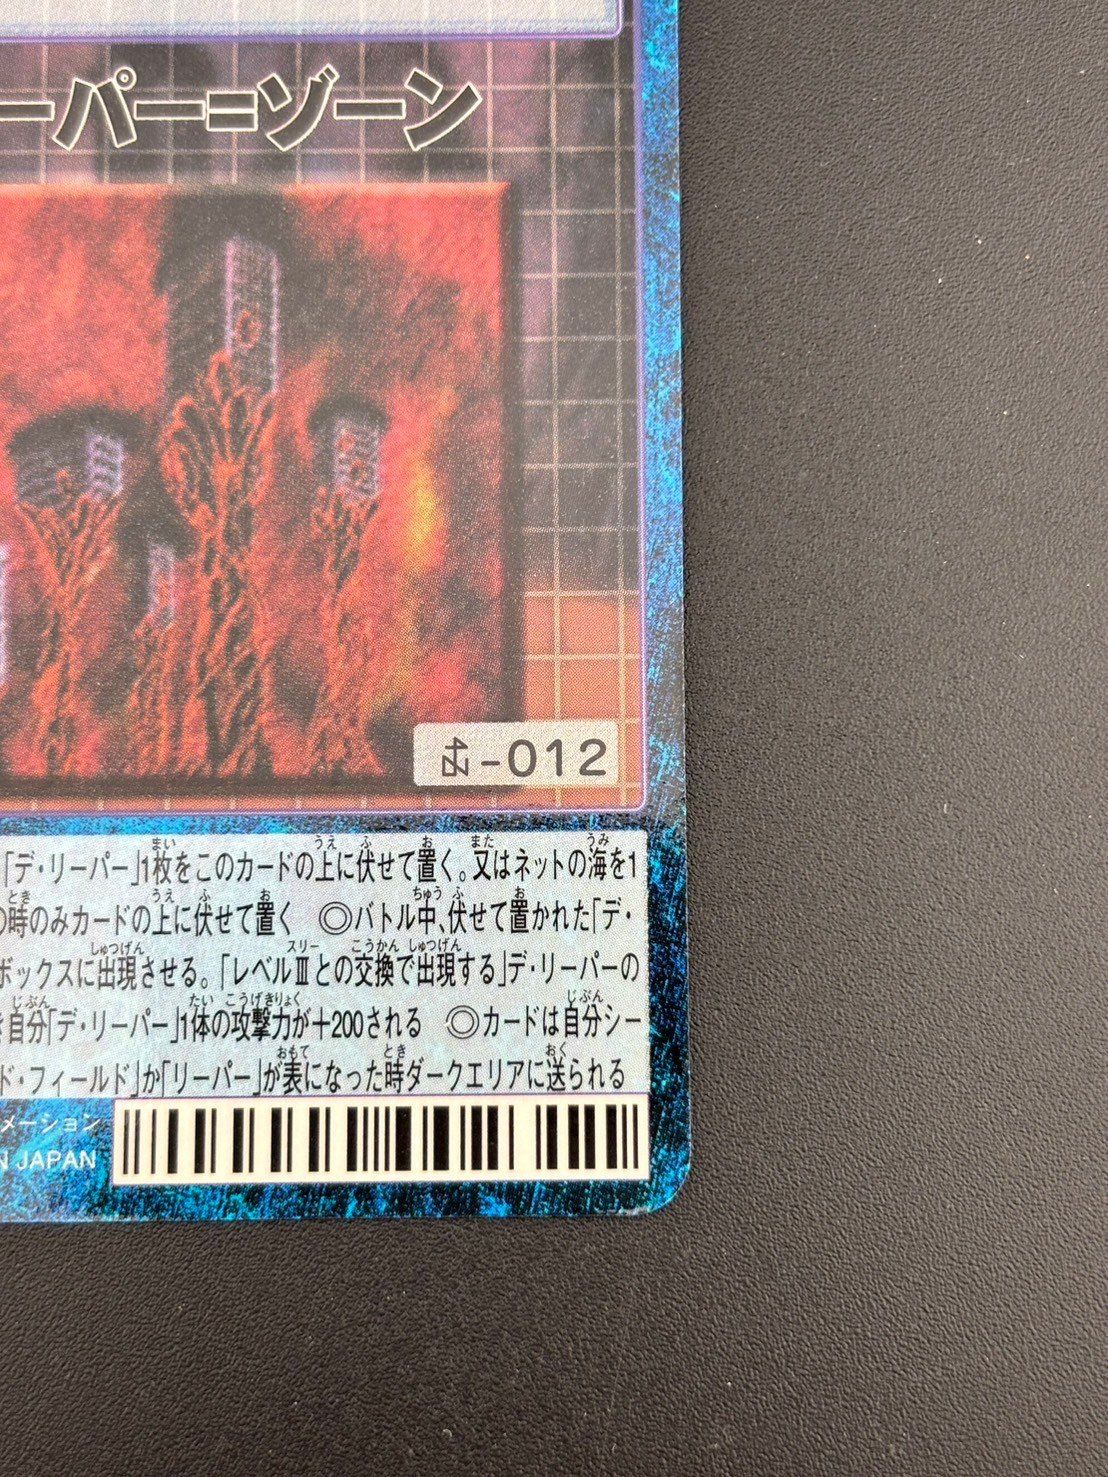 ーパー=ゾーン
-012
「デ・リーパー」1枚をこのカードの上に伏せて置く。又はネットの海を1
の時のみカードの上に伏せて置く ◎バトル中、伏せて置かれた「デ・
ボックスに出現させる。「レベルⅢとの交換で出現する」デ・リーパーの
き自分「デ・リーパー」1体の攻撃力が+200される ◎カードは自分シー
ド・フィールド」か「リーパー」が表になった時ダークエリアに送られる
メーション
N JAPAN